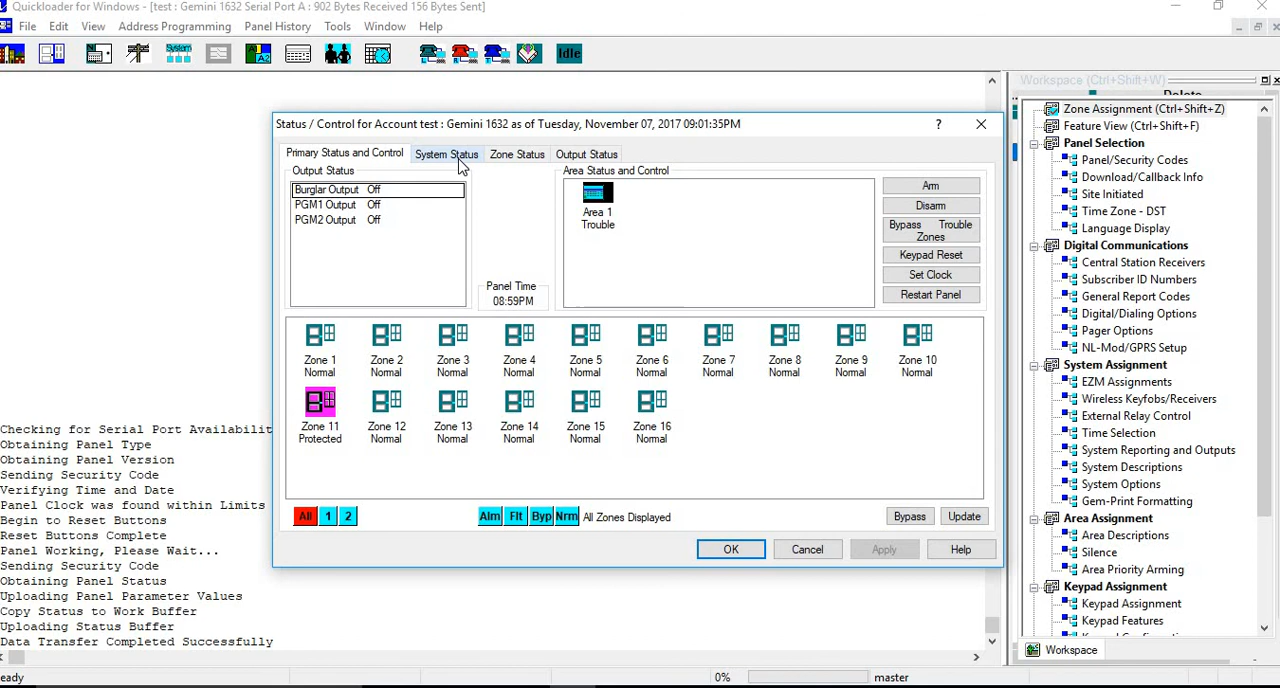 Quickloader for Windows - [test : Gemini 1632 Serial Port A : 902 Bytes Received 156 Bytes Sent]
File Edit View Address Programming Panel History Tools Window Help
System
A1 A2
Idle
Workspace (Ctrl+Shift+W)
Status / Control for Account test : Gemini 1632 as of Tuesday, November 07, 2017 09:01:35PM
?
Primary Status and Control System Status Zone Status Output Status
Output Status
Burglar Output Off
PGM1 Output Off
PGM2 Output Off
Panel Time
08:59PM
Area Status and Control
Area 1
Trouble
Arm
Disarm
Bypass Trouble
Zones
Keypad Reset
Set Clock
Restart Panel
Zone 1 Zone 2 Zone 3 Zone 4 Zone 5 Zone 6 Zone 7 Zone 8 Zone 9 Zone 10
Normal Normal Normal Normal Normal Normal Normal Normal Normal Normal
Zone 11 Zone 12 Zone 13 Zone 14 Zone 15 Zone 16
Protected Normal Normal Normal Normal Normal
All 1 2 Alm Flt Byp Nrm All Zones Displayed Bypass Update
OK Cancel Apply Help
Checking for Serial Port Availabilit
Obtaining Panel Type
Obtaining Panel Version
Sending Security Code
Verifying Time and Date
Panel Clock was found within Limits
Begin to Reset Buttons
Reset Buttons Complete
Panel Working, Please Wait...
Sending Security Code
Obtaining Panel Status
Uploading Panel Parameter Values
Copy Status to Work Buffer
Uploading Status Buffer
Data Transfer Completed Successfully
Zone Assignment (Ctrl+Shift+Z)
Feature View (Ctrl+Shift+F)
Panel Selection
Panel/Security Codes
Download/Callback Info
Site Initiated
Time Zone - DST
Language Display
Digital Communications
Central Station Receivers
Subscriber ID Numbers
General Report Codes
Digital/Dialing Options
Pager Options
NL-Mod/GPRS Setup
System Assignment
EZM Assignments
Wireless Keyfobs/Receivers
External Relay Control
Time Selection
System Reporting and Outputs
System Descriptions
System Options
Gem-Print Formatting
Area Assignment
Area Descriptions
Silence
Area Priority Arming
Keypad Assignment
Keypad Assignment
Keypad Features
Workspace
eady 0% master